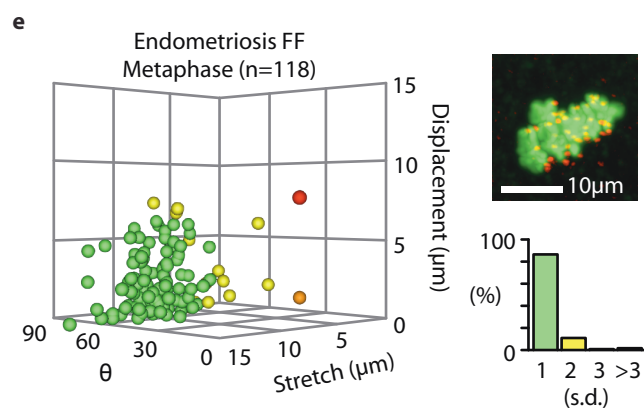 e
Endometriosis FF
Metaphase (n=118)
15
10
5
0
Displacement (µm)
90
60
30
0
θ
15
10
5
Stretch (µm)
10µm
100
(%)
0
1 2 3 >3
(s.d.)